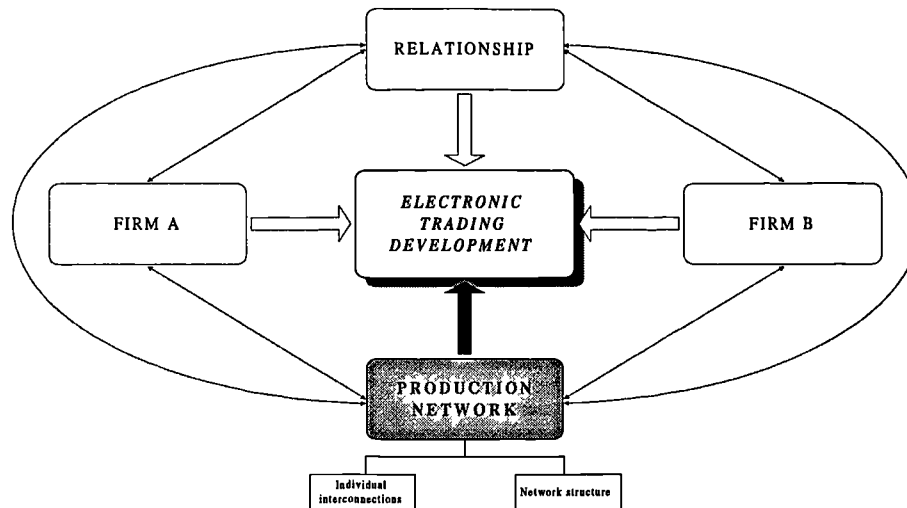 RELATIONSHIP
FIRM A
ELECTRONIC
TRADING
DEVELOPMENT
FIRM B
PRODUCTION
NETWORK
Individual
interconnections
Network structure